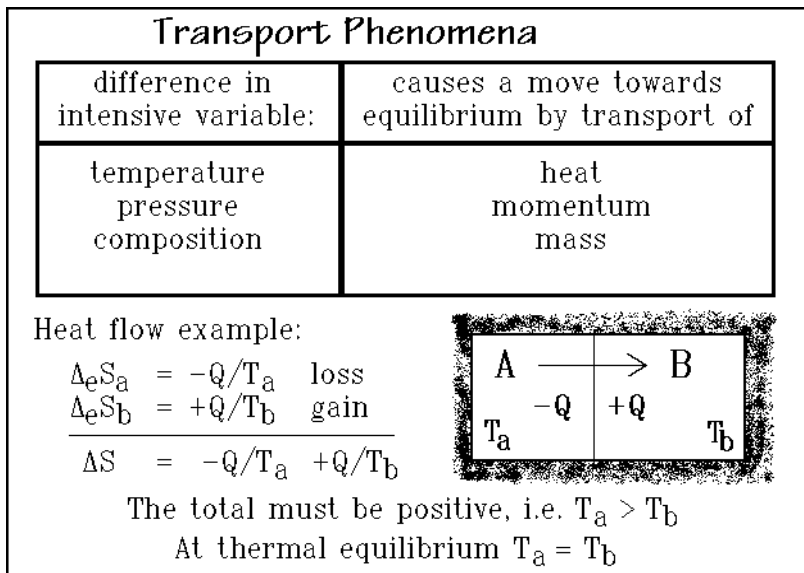 Transport Phenomena
difference in
intensive variable:
causes a move towards
equilibrium by transport of
temperature
pressure
composition
heat
momentum
mass
Heat flow example:
ΔeSa = -Q/Ta loss
ΔeSb = +Q/Tb gain
ΔS = -Q/Ta +Q/Tb
A → B
-Q +Q
Ta Tb
The total must be positive, i.e. Ta > Tb
At thermal equilibrium Ta = Tb